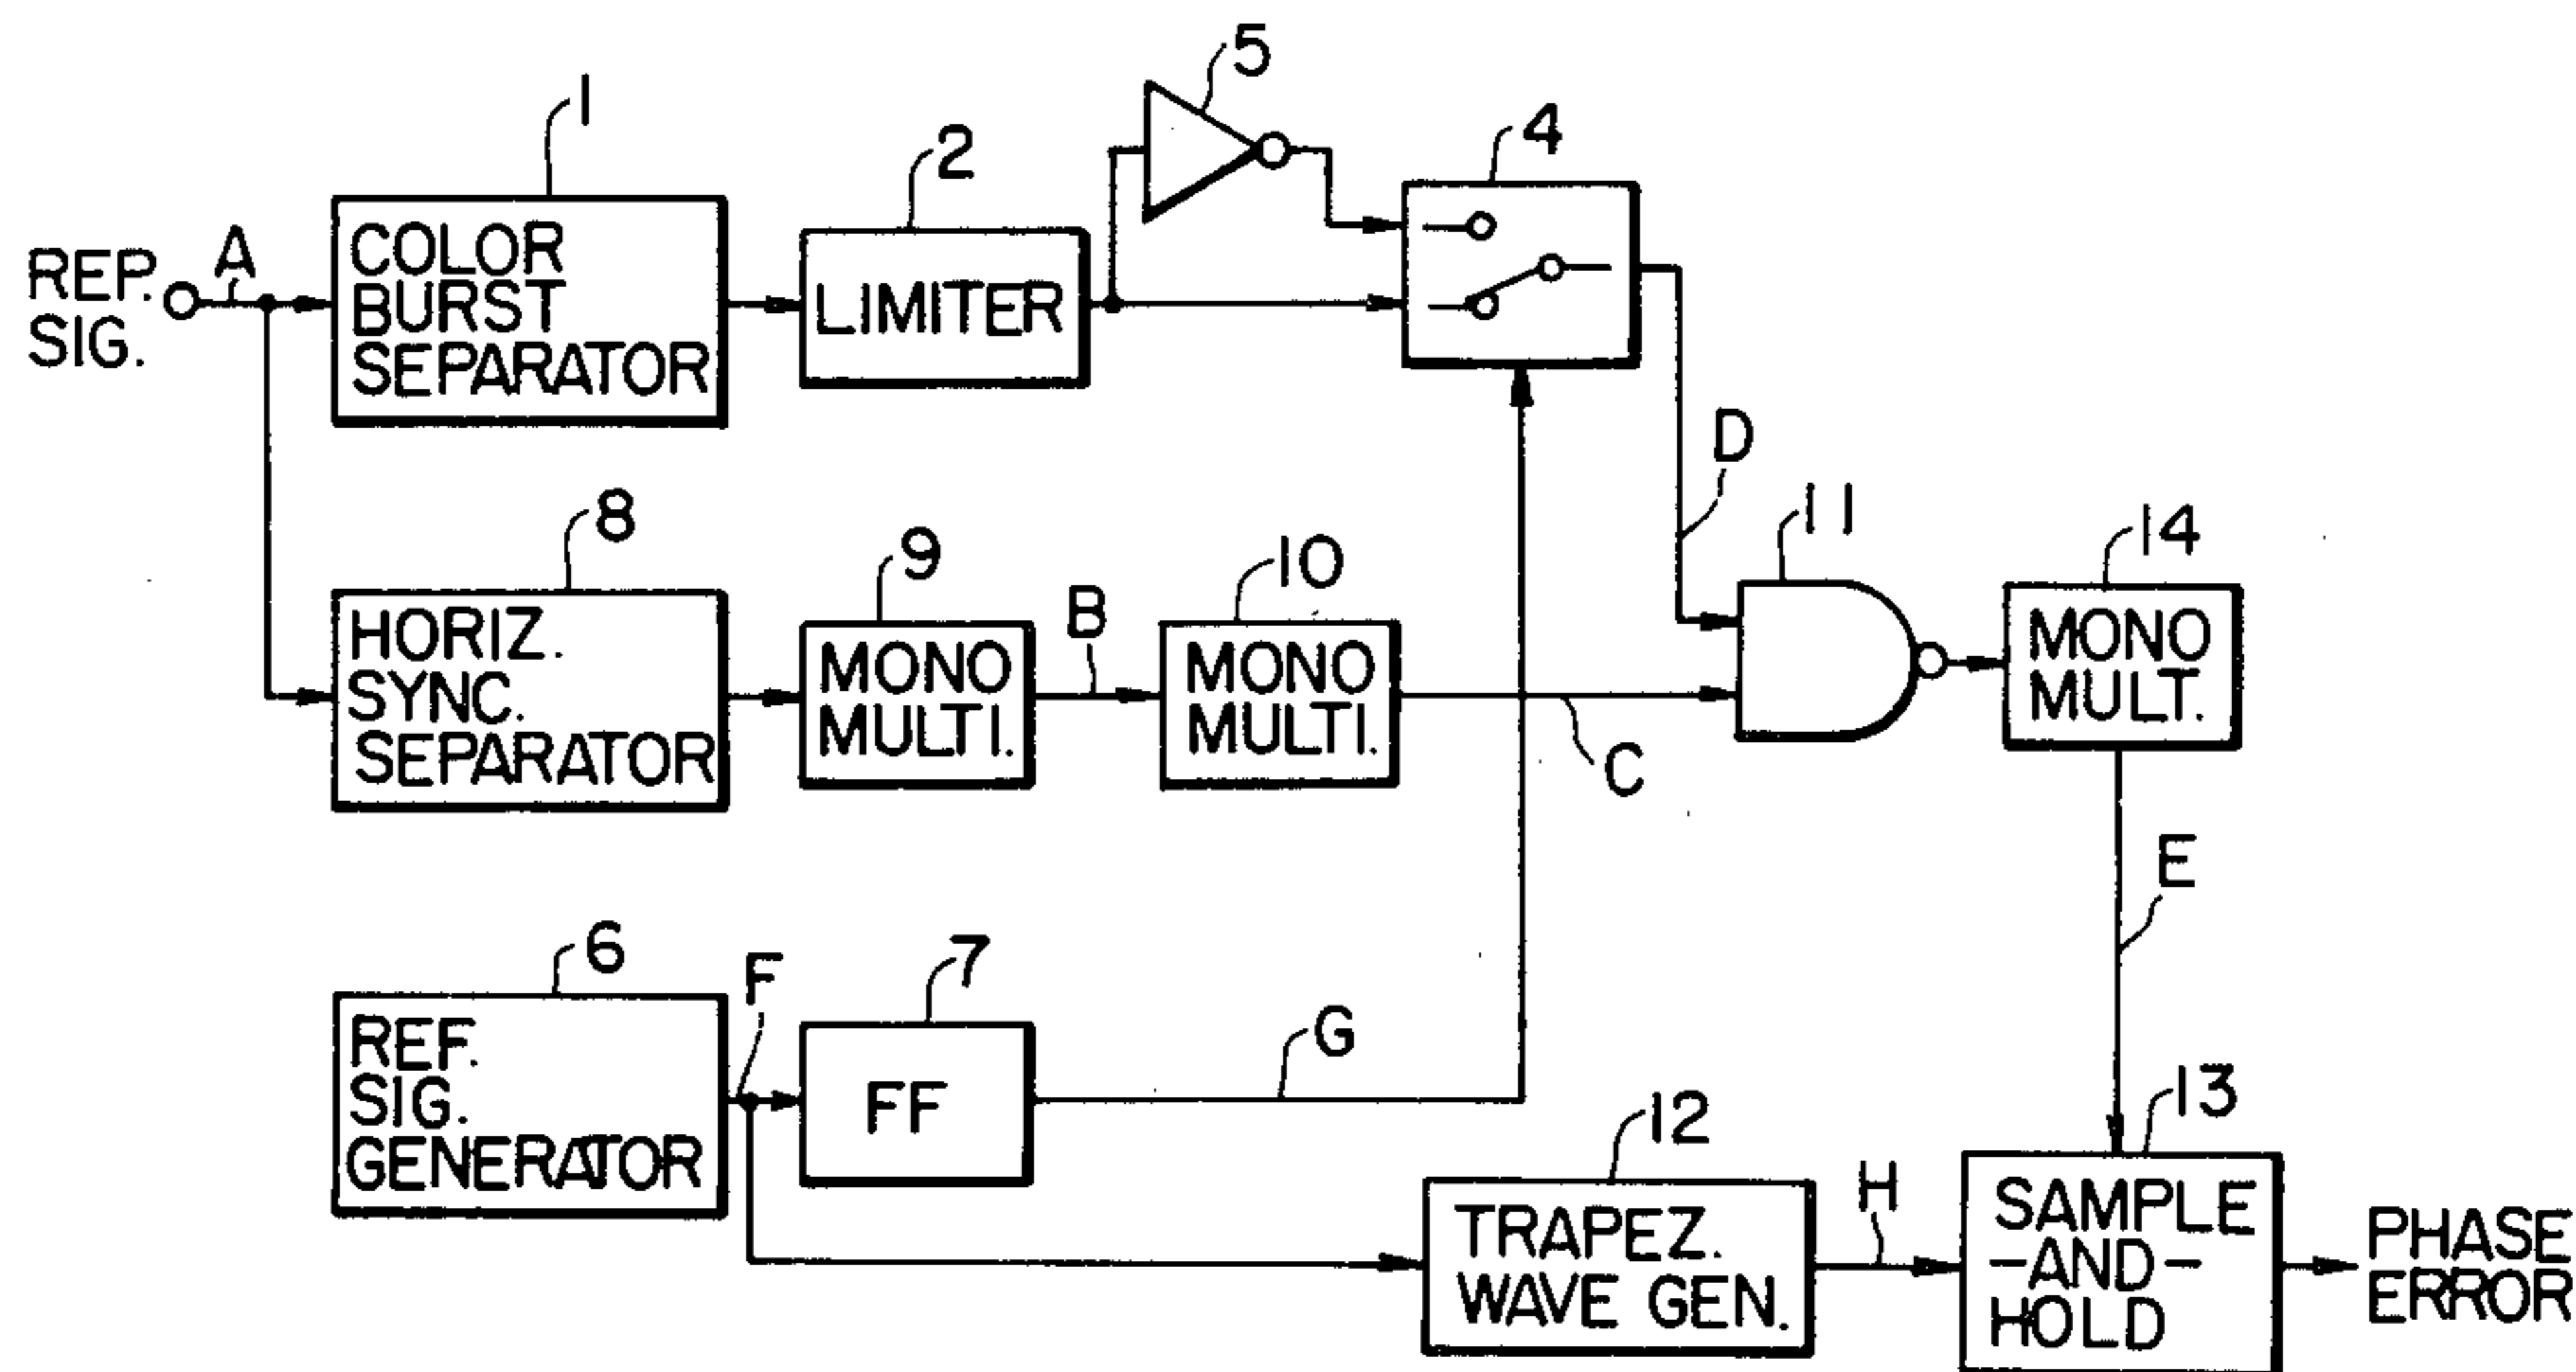 5
1
2
4
REP.
SIG.
A
COLOR
BURST
SEPARATOR
LIMITER
D
8
9
10
11
14
HORIZ.
SYNC.
SEPARATOR
MONO
MULTI.
B
MONO
MULTI.
C
MONO
MULT.
E
6
F
7
REF.
SIG.
GENERATOR
FF
G
12
13
TRAPEZ.
WAVE GEN.
H
SAMPLE
-AND-
HOLD
PHASE
ERROR